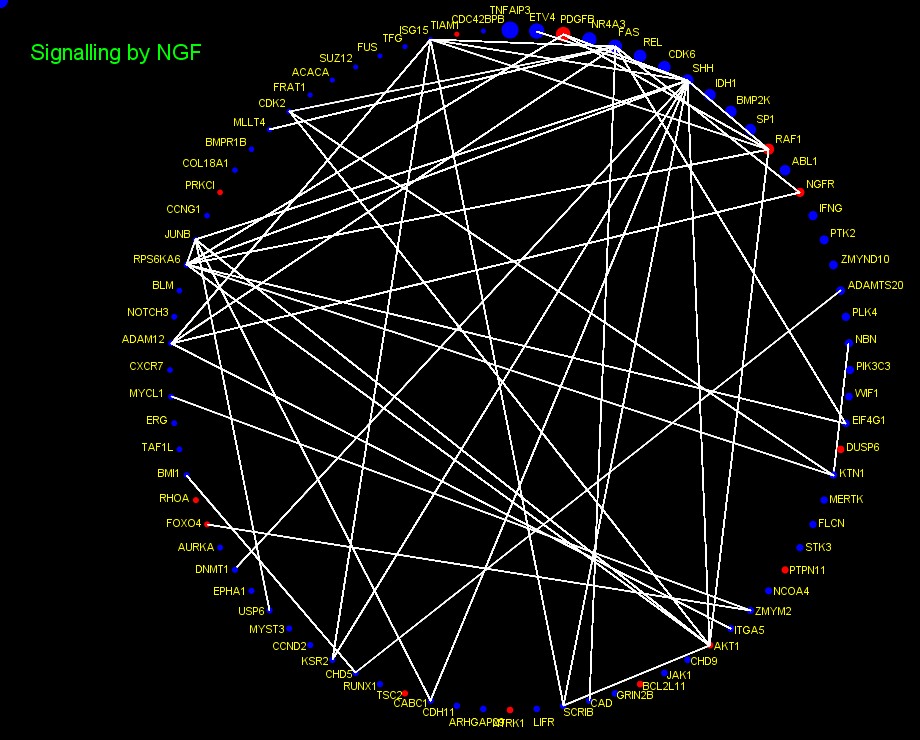 Signalling by NGF
TNFAIP3
ETV4
PDGFB
NR4A3
FAS
REL
CDK6
SHH
IDH1
BMP2K
SP1
RAF1
ABL1
NGFR
IFNG
PTK2
ZMYND10
ADAMTS20
PLK4
NBN
PIK3C3
WIF1
EIF4G1
DUSP6
KTN1
MERTK
FLCN
STK3
PTPN11
NCOA4
ZMYM2
ITGA5
AKT1
CHD9
JAK1
BCL2L11
GRIN2B
CAD
SCRIB
LIFR
NTRK1
CDH11
CABC1
TSC2
RUNX1
CHD5
KSR2
CCND2
MYST3
USP6
EPHA1
DNMT1
AURKA
FOXO4
RHOA
BMI1
TAF1L
ERG
MYCL1
CXCR7
ADAM12
NOTCH3
BLM
RPS6KA6
JUNB
CCNG1
PRKCI
COL18A1
BMPR1B
MLLT4
CDK2
FRAT1
ACACA
SUZ12
FUS
TFG
ISG15
TIAM1
CDC42BPB